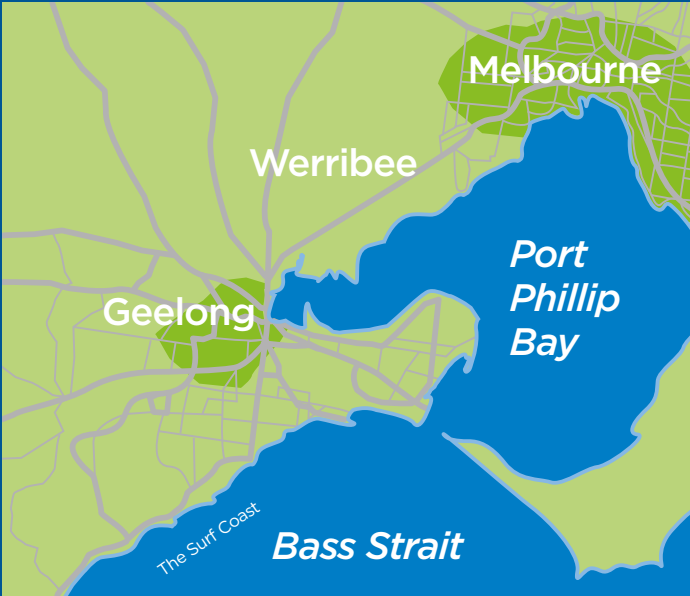 Melbourne
Werribee
Port
Phillip
Bay
Geelong
The Surf Coast
Bass Strait